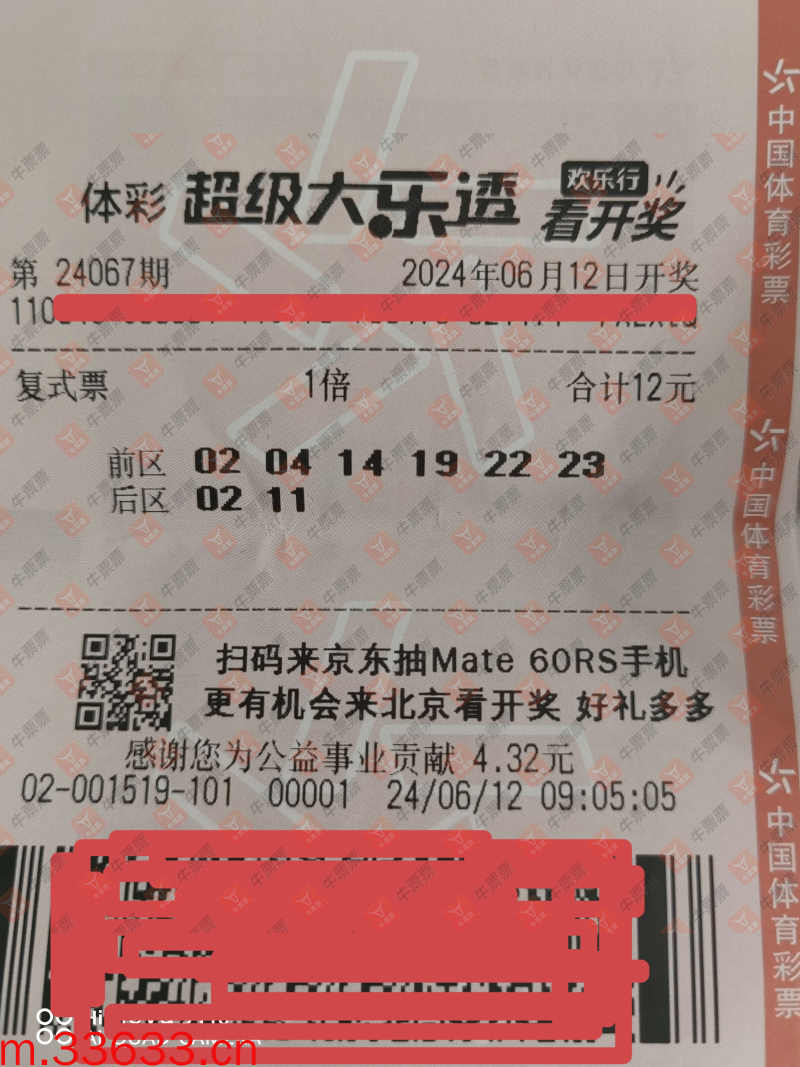 体彩 超级大乐透 欢乐行 看开奖
第 24067期 2024年06月12日开奖
110
复式票 1倍 合计12元
前区 02 04 14 19 22 23
后区 02 11
扫码来京东抽Mate 60RS手机
更有机会来北京看开奖 好礼多多
感谢您为公益事业贡献 4.32元
02-001519-101 00001 24/06/12 09:05:05
中国体育彩票
中国体育彩票
中国体育彩票
牛票票
m.33633.cn